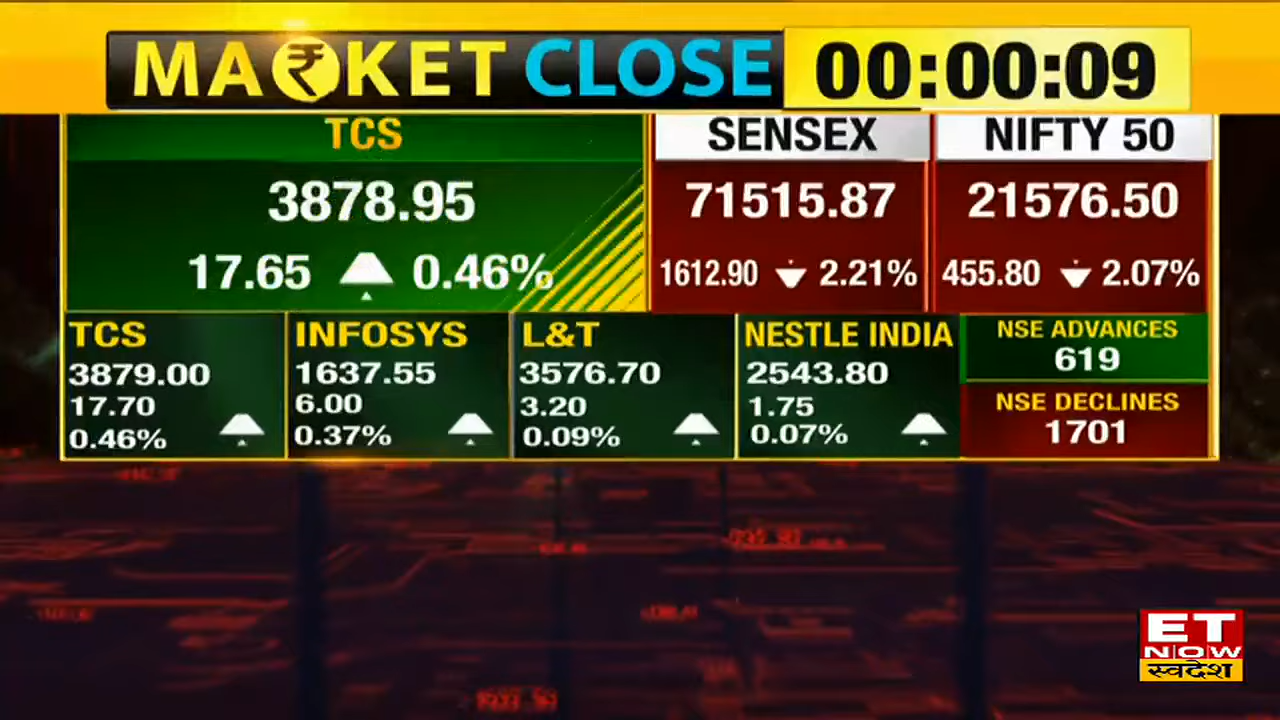 MARKET CLOSE 00:00:09
TCS
3878.95
17.65 0.46%
SENSEX
71515.87
1612.90 2.21%
NIFTY 50
21576.50
455.80 2.07%
TCS
3879.00
17.70
0.46%
INFOSYS
1637.55
6.00
0.37%
L&T
3576.70
3.20
0.09%
NESTLE INDIA
2543.80
1.75
0.07%
NSE ADVANCES
619
NSE DECLINES
1701
ET
NOW
स्वदेश